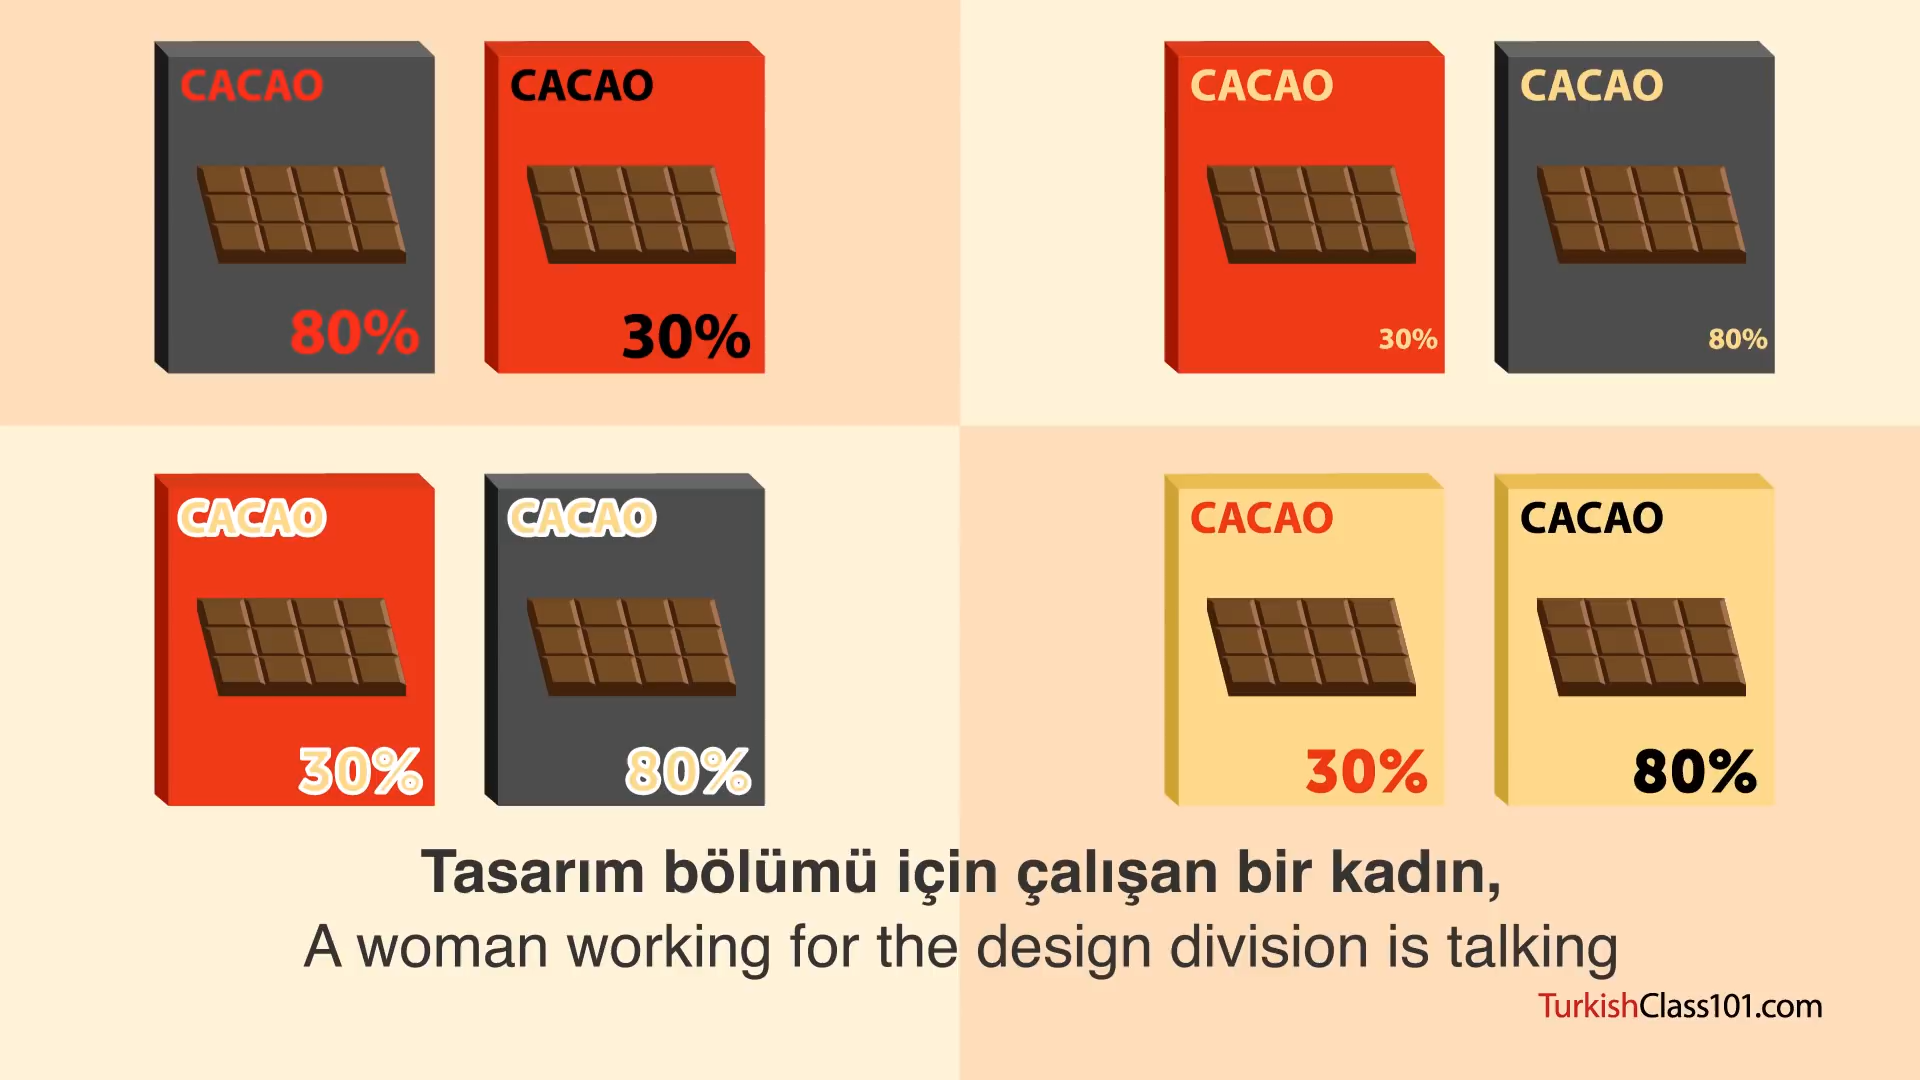 CACAO
80%
CACAO
30%
CACAO
30%
CACAO
80%
CACAO
30%
CACAO
80%
CACAO
30%
CACAO
80%
Tasarım bölümü için çalışan bir kadın,
A woman working for the design division is talking
TurkishClass101.com